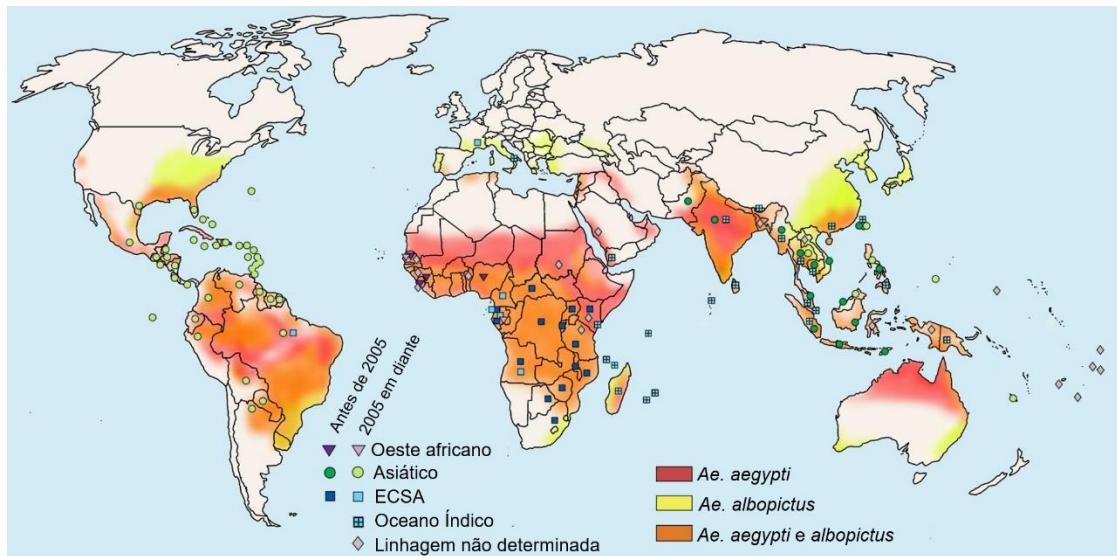 Antes de 2005
2005 em diante
Oeste africano
Asiático
ECSA
Oceano Índico
Linhagem não determinada
Ae. aegypti
Ae. albopictus
Ae. aegypti e albopictus